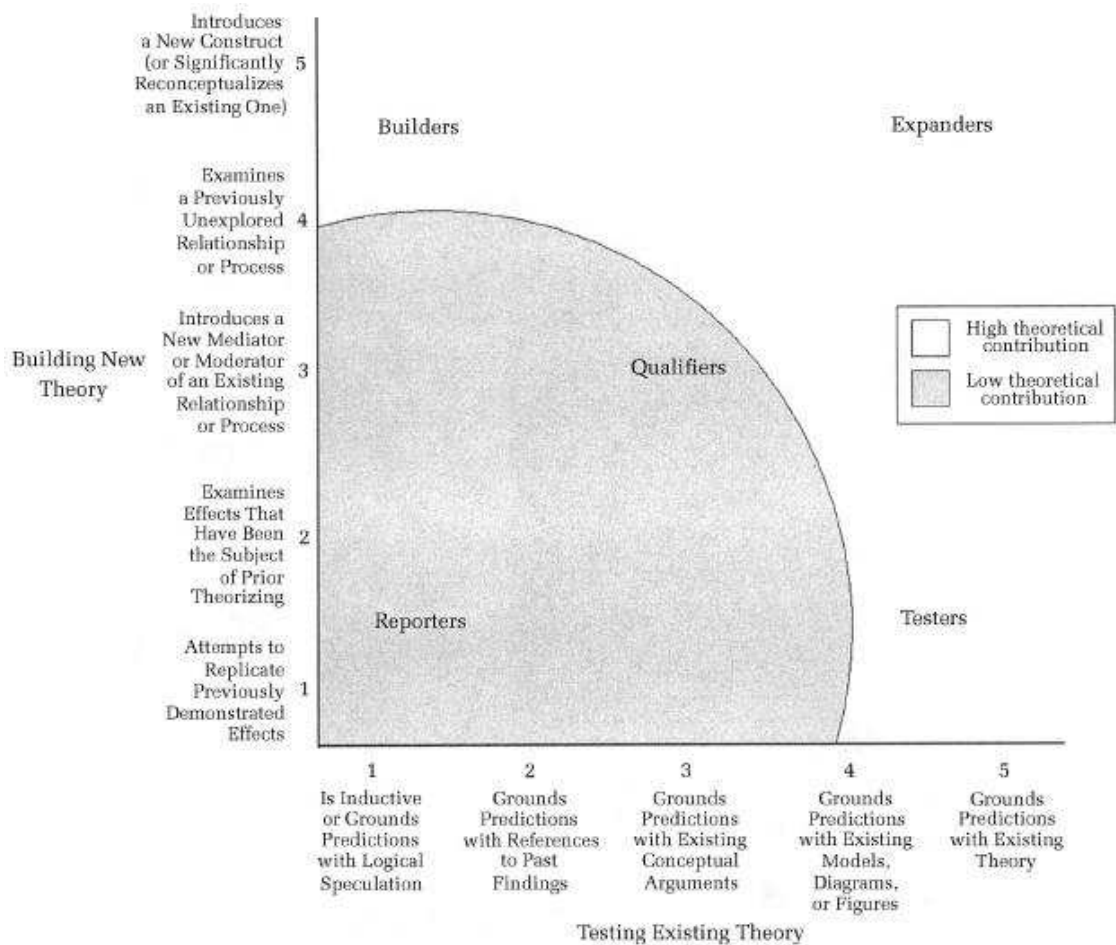 Introduces
a New Construct
(or Significantly
Reconceptualizes
an Existing One)
5
Builders
Expanders
Examines
a Previously
Unexplored
Relationship
or Process
4
Introduces a
New Mediator
or Moderator
of an Existing
Relationship
or Process
3
Building New
Theory
Qualifiers
High theoretical
contribution
Low theoretical
contribution
Examines
Effects That
Have Been
the Subject
of Prior
Theorizing
2
Reporters
Testers
Attempts to
Replicate
Previously
Demonstrated
Effects
1
1
Is Inductive
or Grounds
Predictions
with Logical
Speculation
2
Grounds
Predictions
with References
to Past
Findings
3
Grounds
Predictions
with Existing
Conceptual
Arguments
4
Grounds
Predictions
with Existing
Models,
Diagrams,
or Figures
5
Grounds
Predictions
with Existing
Theory
Testing Existing Theory